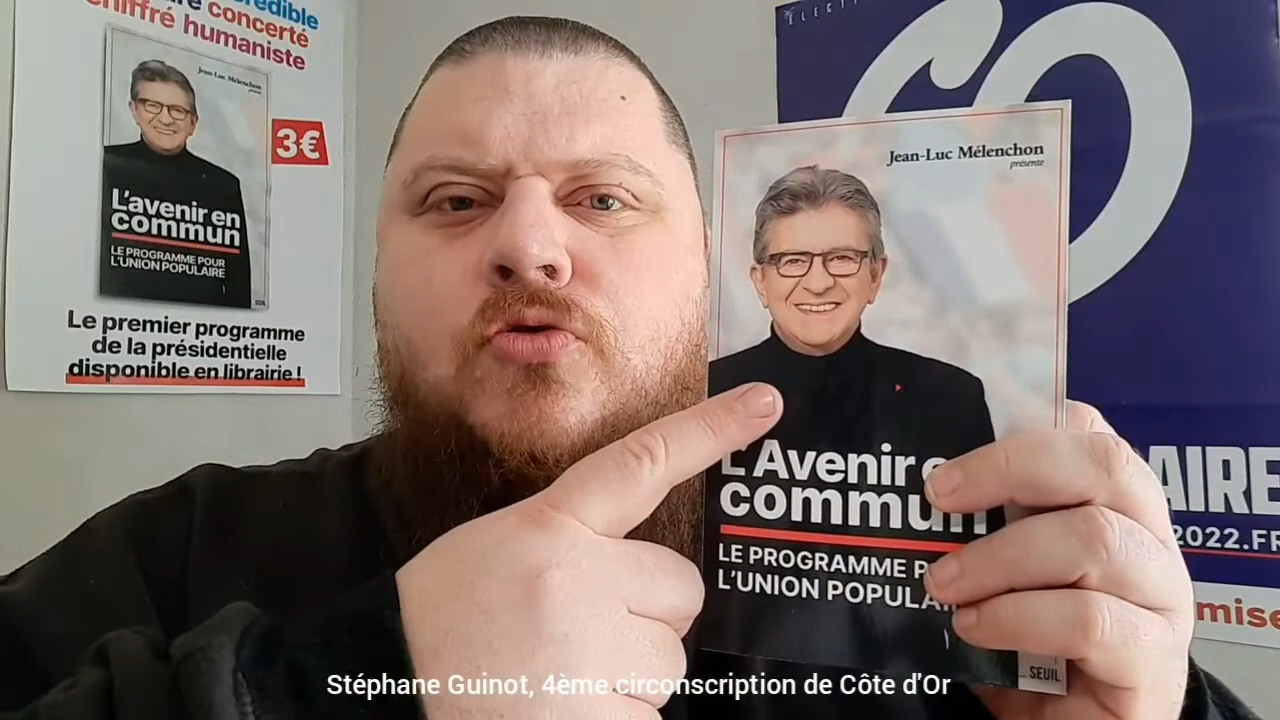 concerté
chiffré humaniste
Jean-Luc Mélenchon
présente
3€
L'avenir en
commun
LE PROGRAMME POUR
L'UNION POPULAIRE
SEUIL
Le premier programme
de la présidentielle
disponible en librairie !
Jean-Luc Mélenchon
présente
L'Avenir
commun
LE PROGRAMME P
L'UNION POPULAI
SEUIL
AIRE
2022.FR
mise
Stéphane Guinot, 4ème circonscription de Côte d'Or